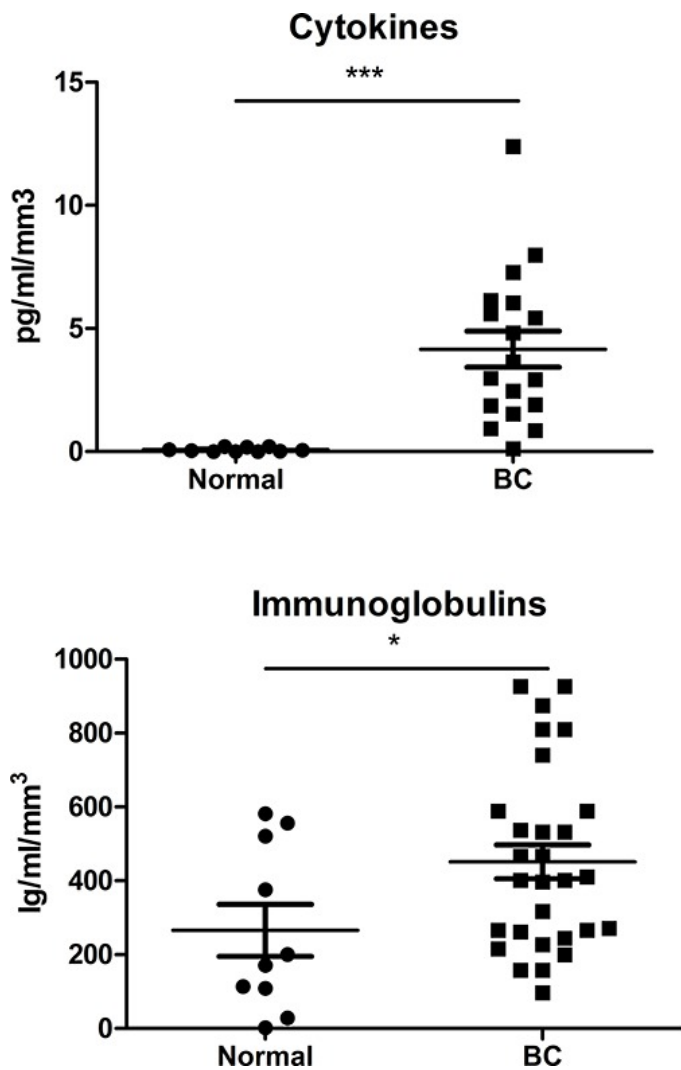 Cytokines
***
15
10
5
0
pg/ml/mm3
Normal BC
Immunoglobulins
*
1000
800
600
400
200
0
Ig/ml/mm³
Normal BC